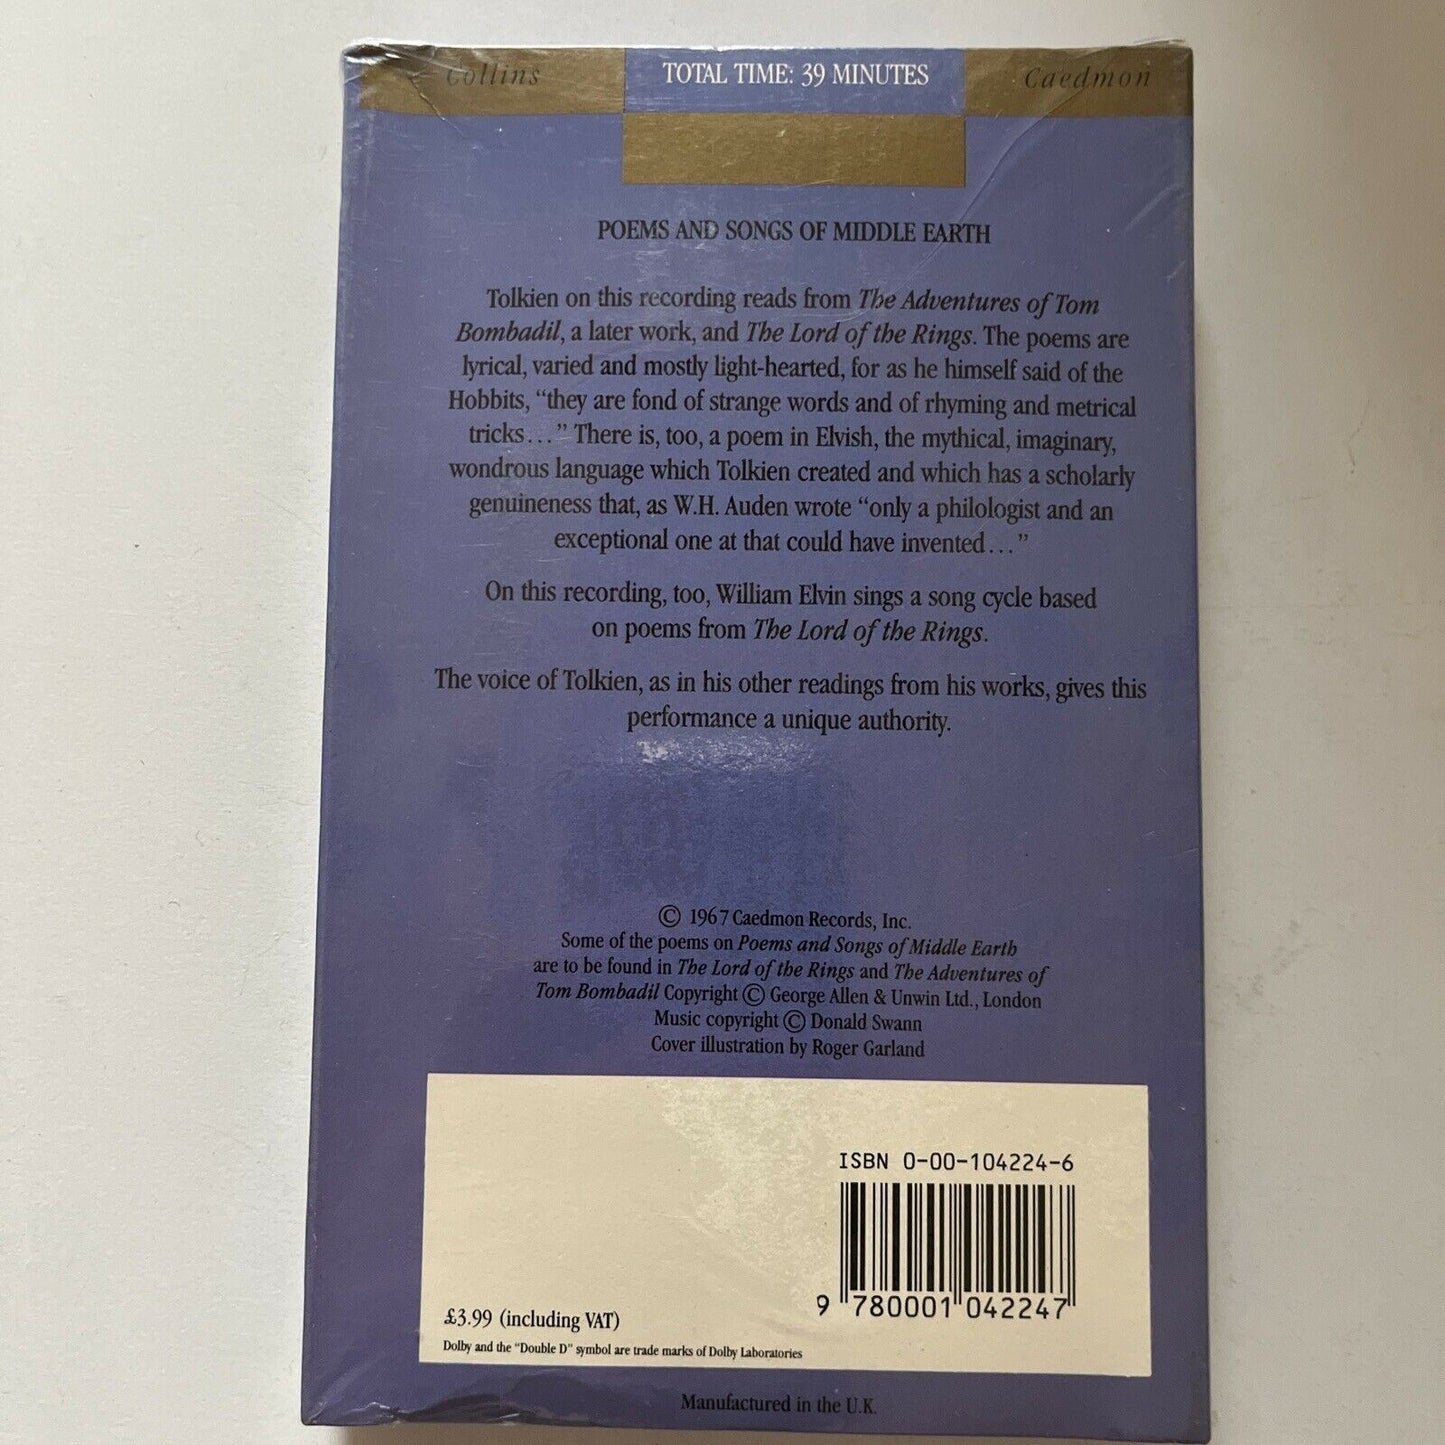 Collins TOTAL TIME: 39 MINUTES Caedmon
POEMS AND SONGS OF MIDDLE EARTH
Tolkien on this recording reads from The Adventures of Tom
Bombadil, a later work, and The Lord of the Rings. The poems are
lyrical, varied and mostly light-hearted, for as he himself said of the
Hobbits, “they are fond of strange words and of rhyming and metrical
tricks...” There is, too, a poem in Elvish, the mythical, imaginary,
wondrous language which Tolkien created and which has a scholarly
genuineness that, as W.H. Auden wrote “only a philologist and an
exceptional one at that could have invented...”
On this recording, too, William Elvin sings a song cycle based
on poems from The Lord of the Rings.
The voice of Tolkien, as in his other readings from his works, gives this
performance a unique authority.
© 1967 Caedmon Records, Inc.
Some of the poems on Poems and Songs of Middle Earth
are to be found in The Lord of the Rings and The Adventures of
Tom Bombadil Copyright © George Allen & Unwin Ltd., London
Music copyright © Donald Swann
Cover illustration by Roger Garland
ISBN 0-00-104224-6
9 780001 042247
£3.99 (including VAT)
Dolby and the “Double D” symbol are trade marks of Dolby Laboratories
Manufactured in the U.K.